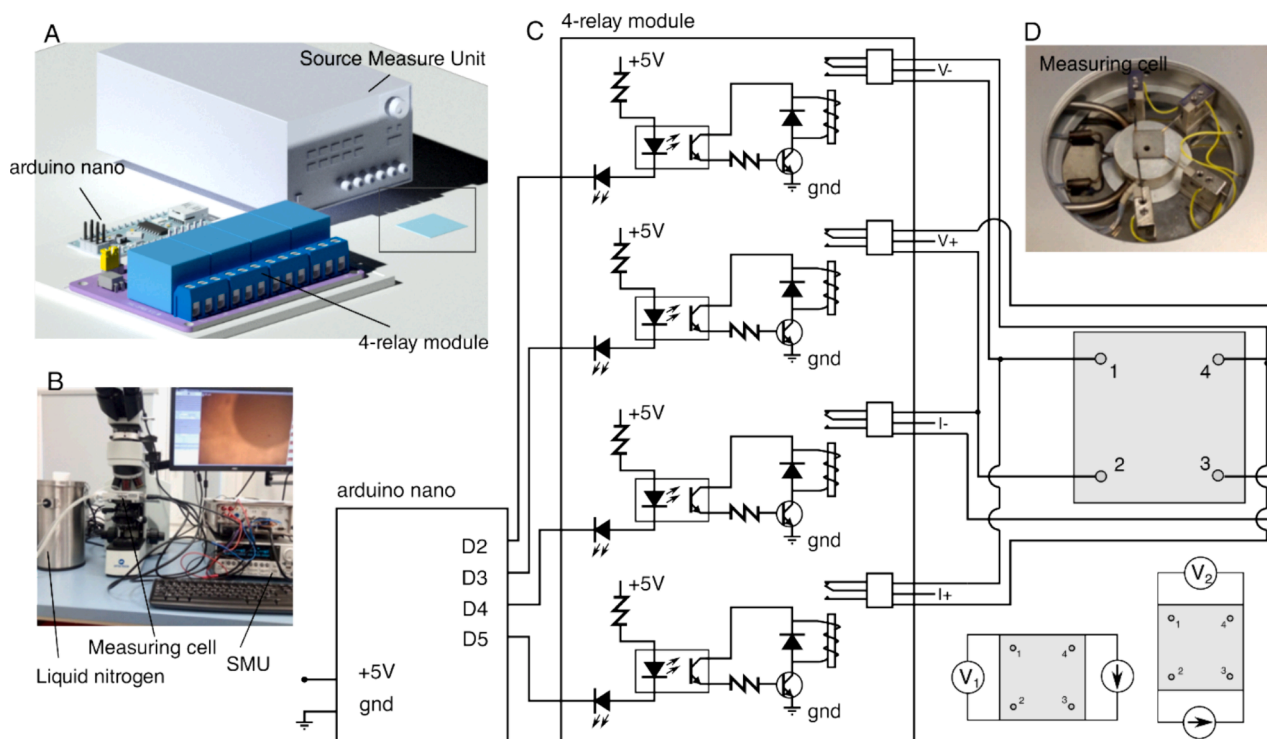 A
Source Measure Unit
arduino nano
4-relay module
B
Measuring cell
Liquid nitrogen
SMU
C
4-relay module
+5V
gnd
V-
+5V
gnd
V+
+5V
gnd
I-
+5V
gnd
I+
arduino nano
D2
D3
D4
D5
+5V
gnd
D
Measuring cell
1
4
2
3
V1
1
4
2
3
V2
1
4
2
3